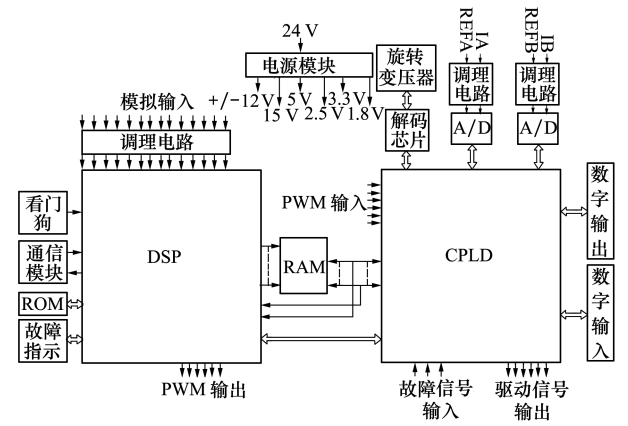 24 V
电源模块
+/−12 V
15 V
5 V
2.5 V
3.3 V
1.8V
旋转
变压器
解码
芯片
REFA
IA
调理
电路
A/D
REFB
IB
调理
电路
A/D
模拟输入
调理电路
看门
狗
通信
模块
ROM
故障
指示
DSP
PWM 输出
RAM
PWM 输入
CPLD
故障信号
输入
驱动信号
输出
数字输出
数字输入